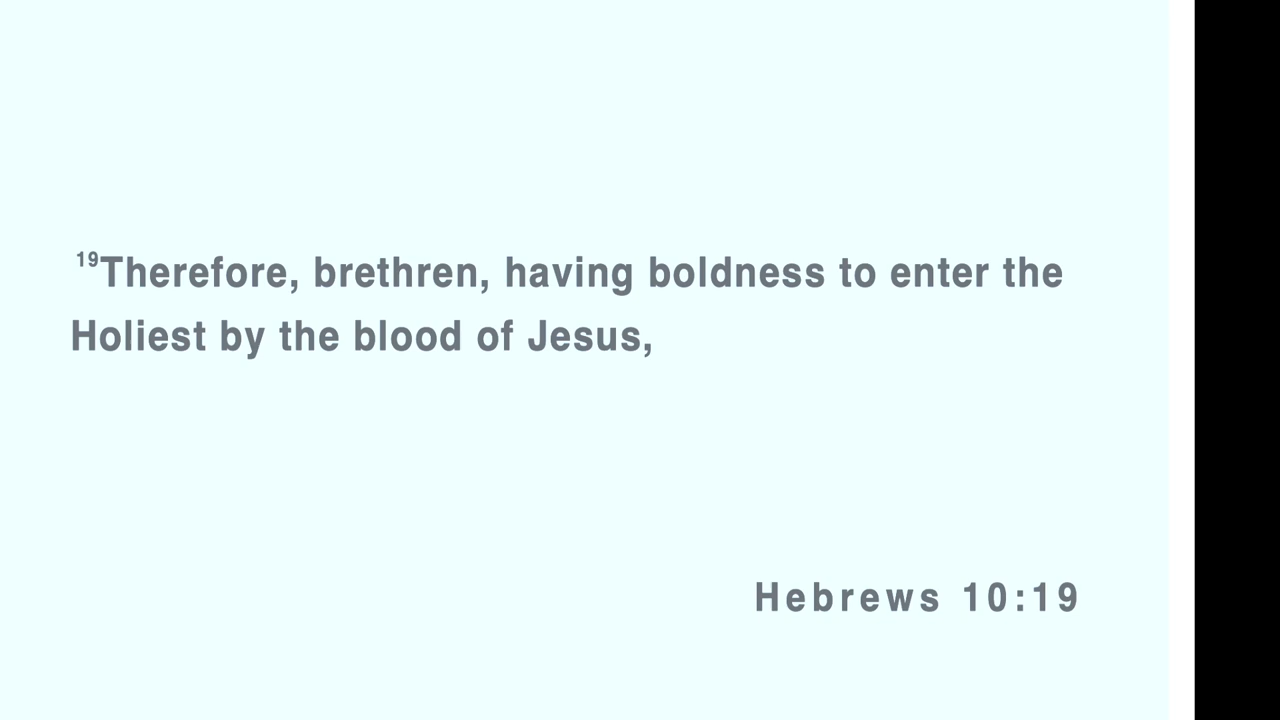 19Therefore, brethren, having boldness to enter the
Holiest by the blood of Jesus,
Hebrews 10:19